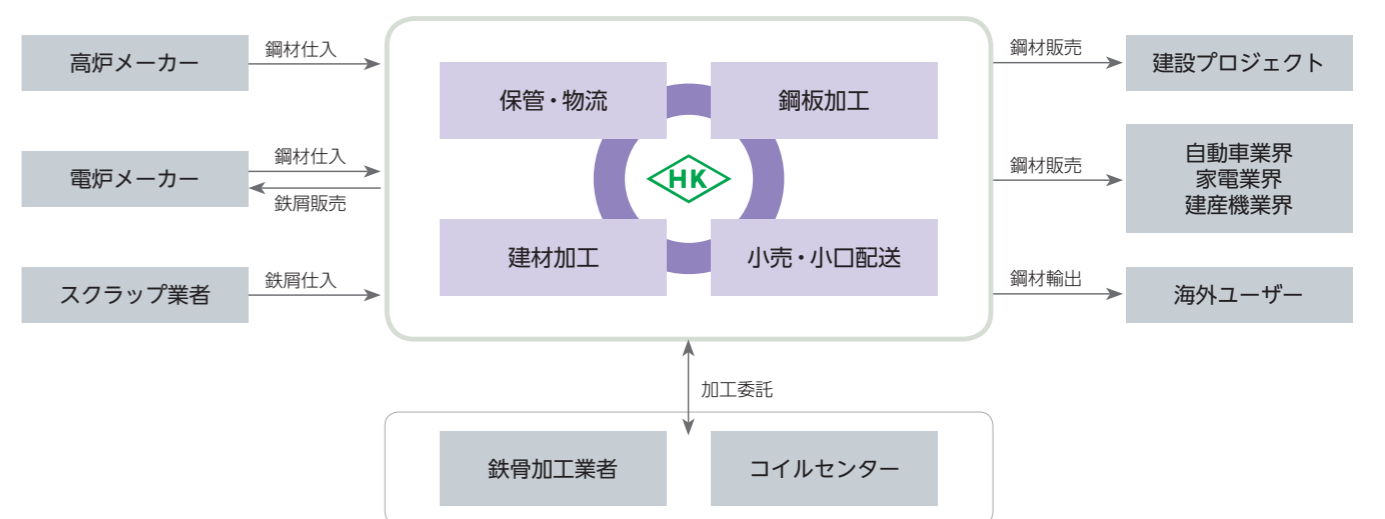 高炉メーカー
鋼材仕入
電炉メーカー
鋼材仕入
鉄屑販売
スクラップ業者
鉄屑仕入
保管・物流
鋼板加工
HK
建材加工
小売・小口配送
鋼材販売
建設プロジェクト
鋼材販売
自動車業界
家電業界
建産機業界
鋼材輸出
海外ユーザー
加工委託
鉄骨加工業者
コイルセンター